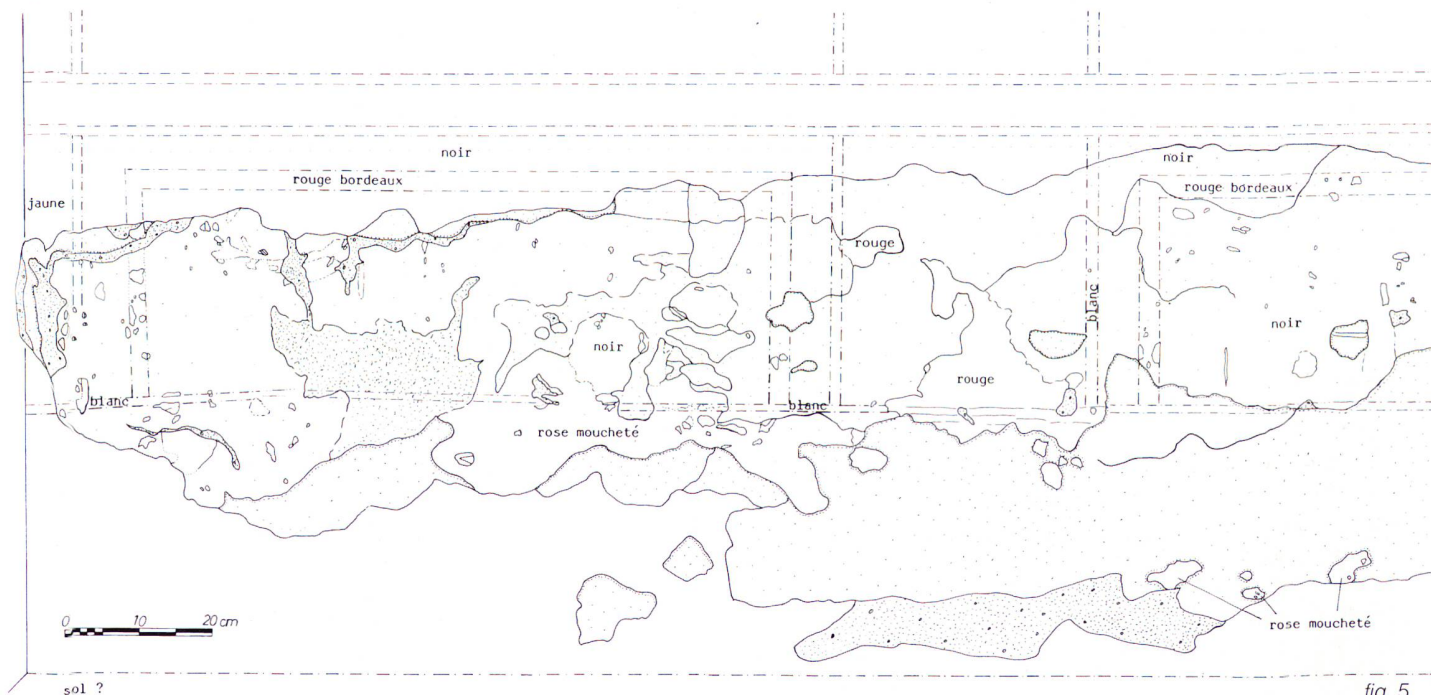 noir
noir
rouge bordeaux
rouge bordeaux
jaune
rouge
blanc
noir
noir
rouge
blanc
blanc
rose moucheté
rose moucheté
0 10 20 cm
sol ?
fig. 5